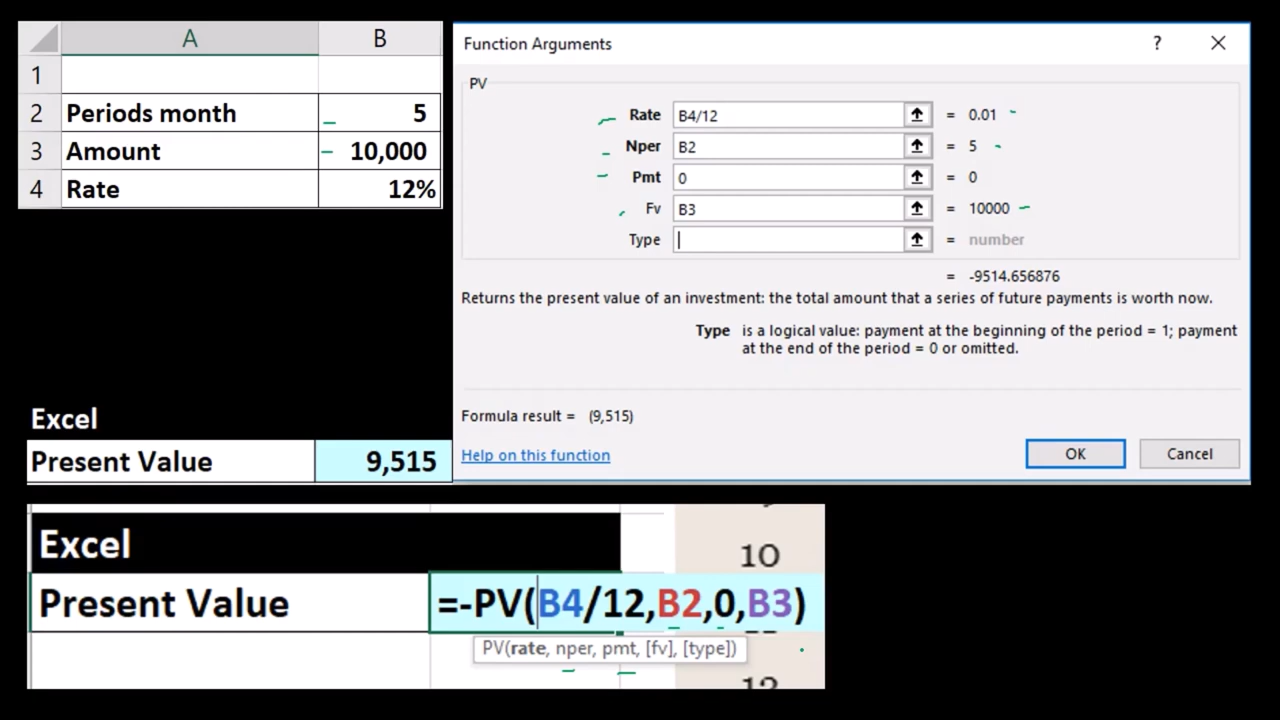 A B
1
2 Periods month 5
3 Amount 10,000
4 Rate 12%
Function Arguments ? ×
PV
Rate B4/12 = 0.01
Nper B2 = 5
Pmt 0 = 0
Fv B3 = 10000
Type = number
= -9514.656876
Returns the present value of an investment: the total amount that a series of future payments is worth now.
Type is a logical value: payment at the beginning of the period = 1; payment
at the end of the period = 0 or omitted.
Formula result = (9,515)
Help on this function OK Cancel
Excel
Present Value 9,515
Excel
10
Present Value =-PV(B4/12,B2,0,B3)
PV(rate, nper, pmt, [fv], [type])